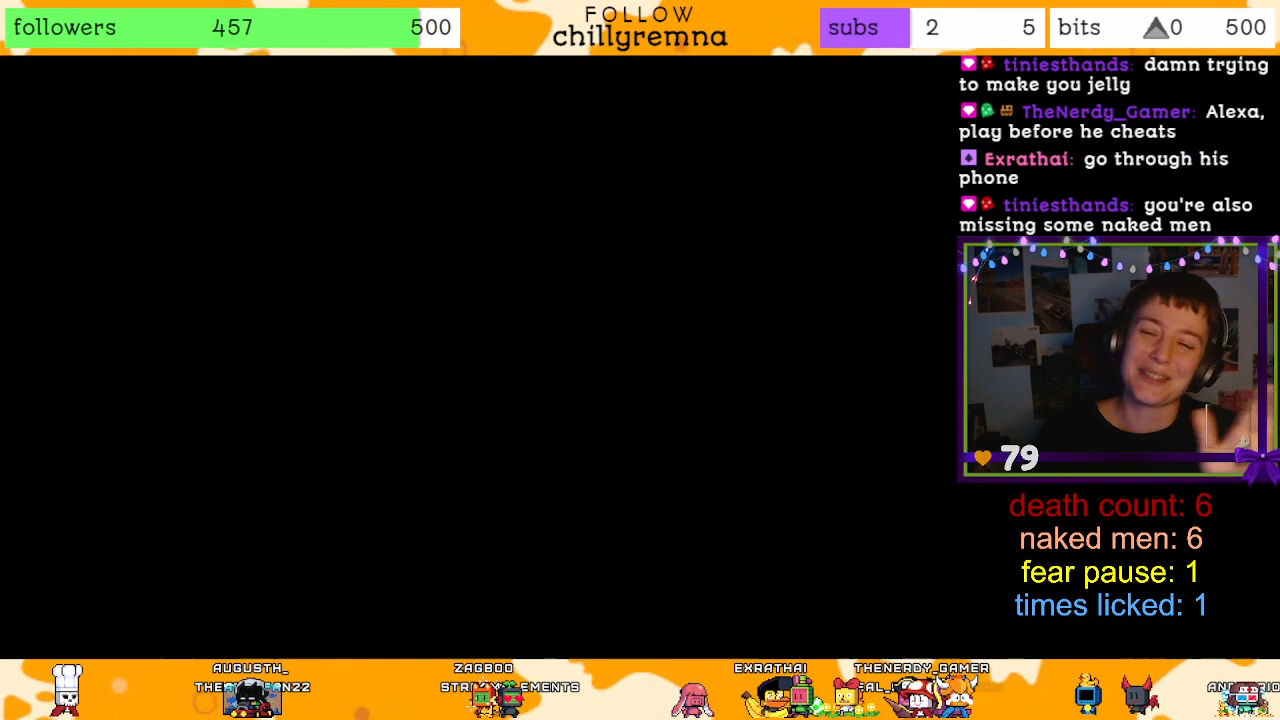 followers 457 500
FOLLOW
chillyremna
subs 2 5
bits 0 500
tiniesthands: damn trying
to make you jelly
TheNerdy_Gamer: Alexa,
play before he cheats
Exrathai: go through his
phone
tiniesthands: you're also
missing some naked men
79
death count: 6
naked men: 6
fear pause: 1
times licked: 1
AUGUSTH_
ZAGBOO
EXRATHAI
THENERDY_GAMER